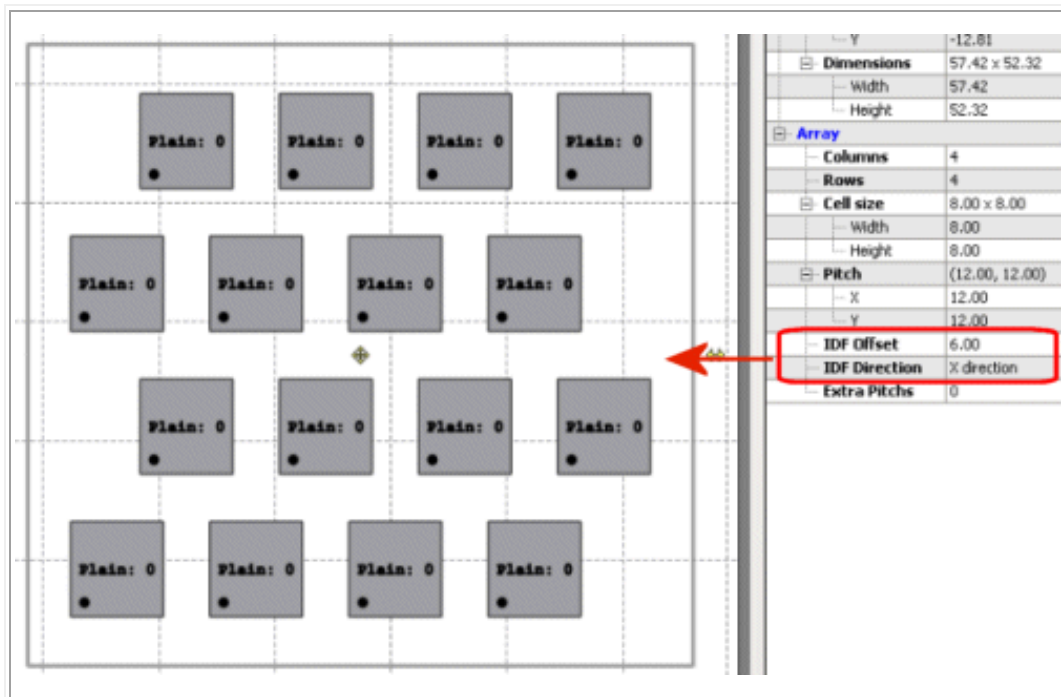 Plain: 0 Plain: 0 Plain: 0 Plain: 0
Plain: 0 Plain: 0 Plain: 0 Plain: 0
Plain: 0 Plain: 0 Plain: 0 Plain: 0
Plain: 0 Plain: 0 Plain: 0 Plain: 0
Y -12.81
Dimensions 57.42 x 52.32
Width 57.42
Height 52.32
Array
Columns 4
Rows 4
Cell size 8.00 x 8.00
Width 8.00
Height 8.00
Pitch (12.00, 12.00)
X 12.00
Y 12.00
IDF Offset 6.00
IDF Direction X direction
Extra Pitchs 0